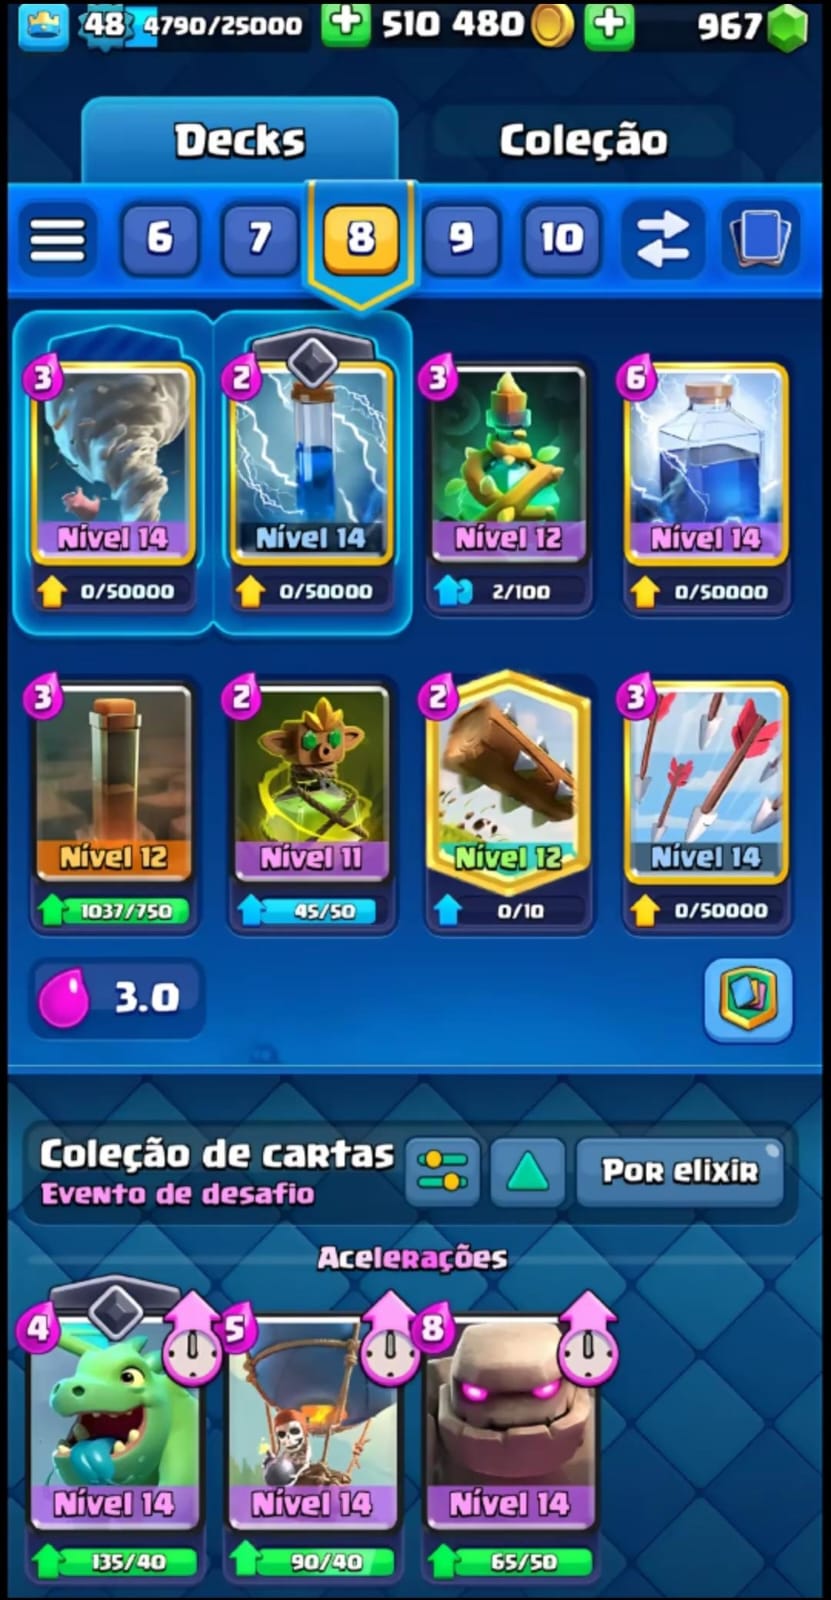 48 4790/25000 510 480 967
Decks Coleção
6 7 8 9 10
3 2 3 6
Nível 14 Nível 14 Nível 12 Nível 14
0/50000 0/50000 2/100 0/50000
3 2 2 3
Nível 12 Nível 11 Nível 12 Nível 14
1037/750 45/50 0/10 0/50000
3.0
Coleção de cartas
Evento de desafio
Por elixir
Acelerações
4 5 8
Nível 14 Nível 14 Nível 14
135/40 90/40 65/50